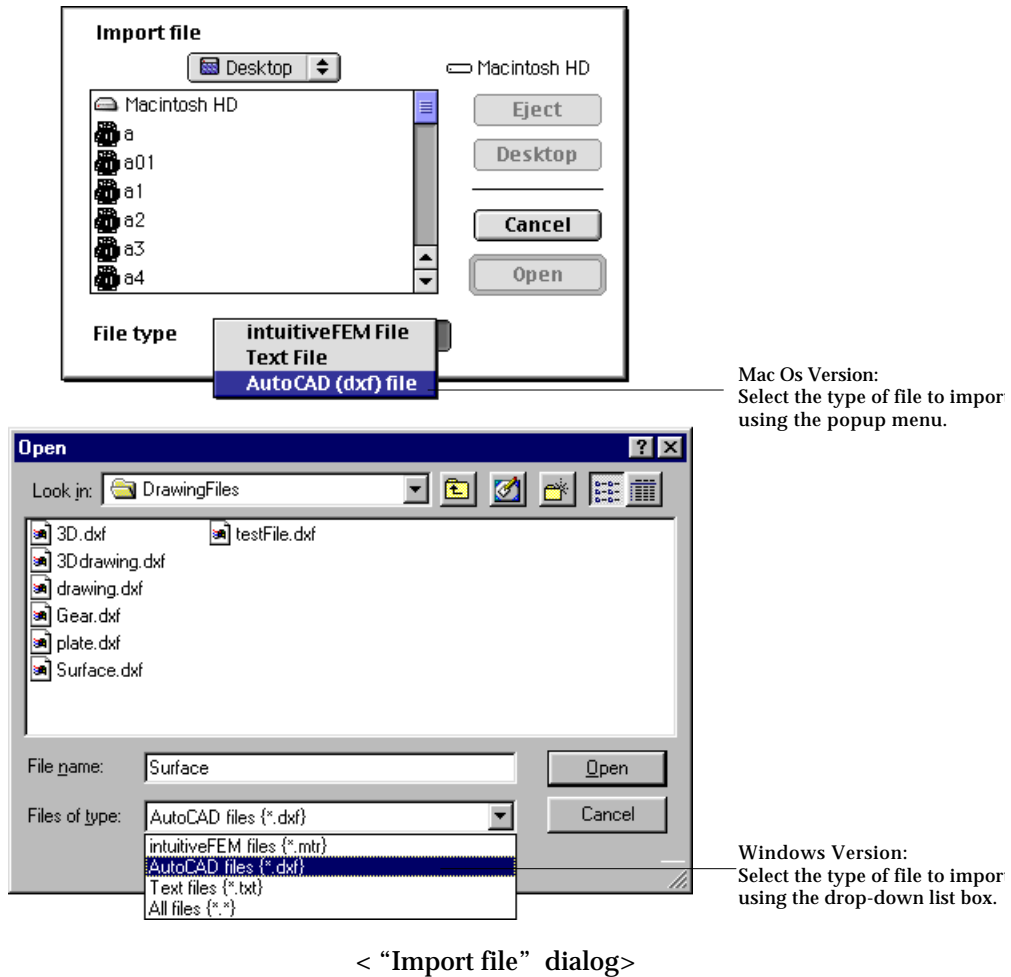 Import file
Desktop
Macintosh HD
Macintosh HD
a
a01
a1
a2
a3
a4
Eject
Desktop
Cancel
Open
File type
intuitiveFEM File
Text File
AutoCAD (dxf) file
Mac Os Version:
Select the type of file to impor
using the popup menu.
Open
Look in: DrawingFiles
3D.dxf
3Ddrawing.dxf
drawing.dxf
Gear.dxf
plate.dxf
Surface.dxf
testFile.dxf
File name: Surface
Open
Files of type: AutoCAD files {*.dxf}
Cancel
intuitiveFEM files {*.mtr}
AutoCAD files {*.dxf}
Text files {*.txt}
All files {*.*}
Windows Version:
Select the type of file to impor
using the drop-down list box.
< “Import file” dialog>